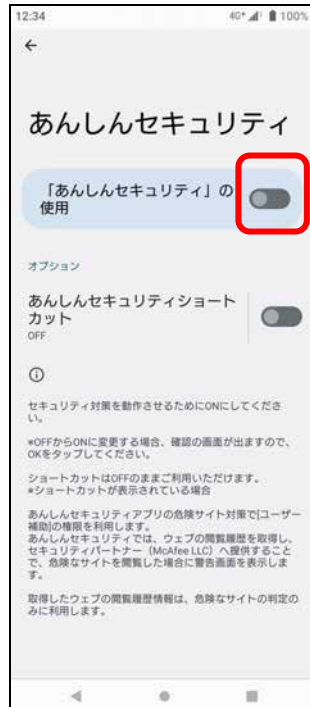 12:34 4G+ 100%
あんしんセキュリティ
「あんしんセキュリティ」の
使用
オプション
あんしんセキュリティショート
カット
OFF
セキュリティ対策を動作させるためにONにしてくださ
い。
*OFFからONに変更する場合、確認の画面が出ますので、
OKをタップしてください。
ショートカットはOFFのままご利用いただけます。
*ショートカットが表示されている場合
あんしんセキュリティアプリの危険サイト対策で[ユーザー
補助]の権限を利用します。
あんしんセキュリティでは、ウェブの閲覧履歴を取得し、
セキュリティパートナー（McAfee LLC）へ提供すること
で、危険なサイトを閲覧した場合に警告画面を表示しま
す。
取得したウェブの閲覧履歴情報は、危険なサイトの判定の
みに利用します。